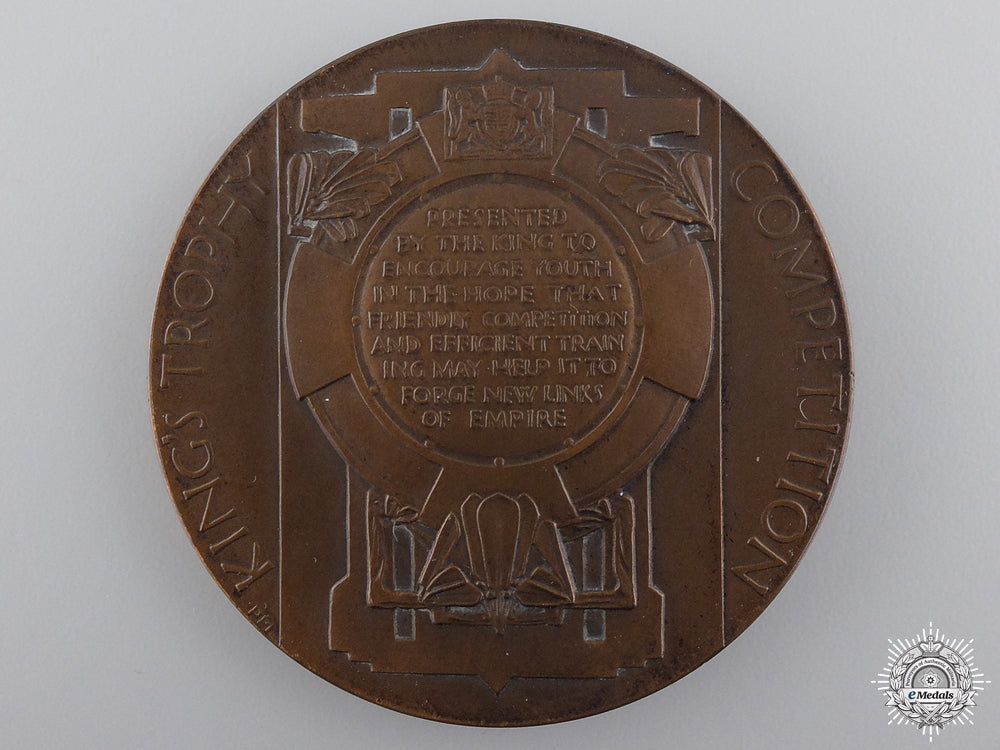 KING'S TROPHY
COMPETITION
PRESENTED
BY THE KING TO
ENCOURAGE YOUTH
IN THE HOPE THAT
FRIENDLY COMPETITION
AND EFFICIENT TRAIN
ING MAY·HELP IT TO
FORGE NEW LINKS
OF EMPIRE
eMedals